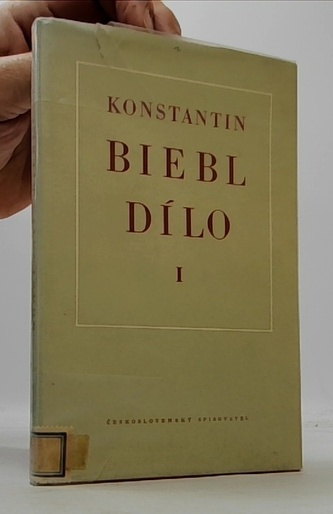 KONSTANTIN
BIEBL
DÍLO
I
ČESKOSLOVENSKÝ SPISOVATEL